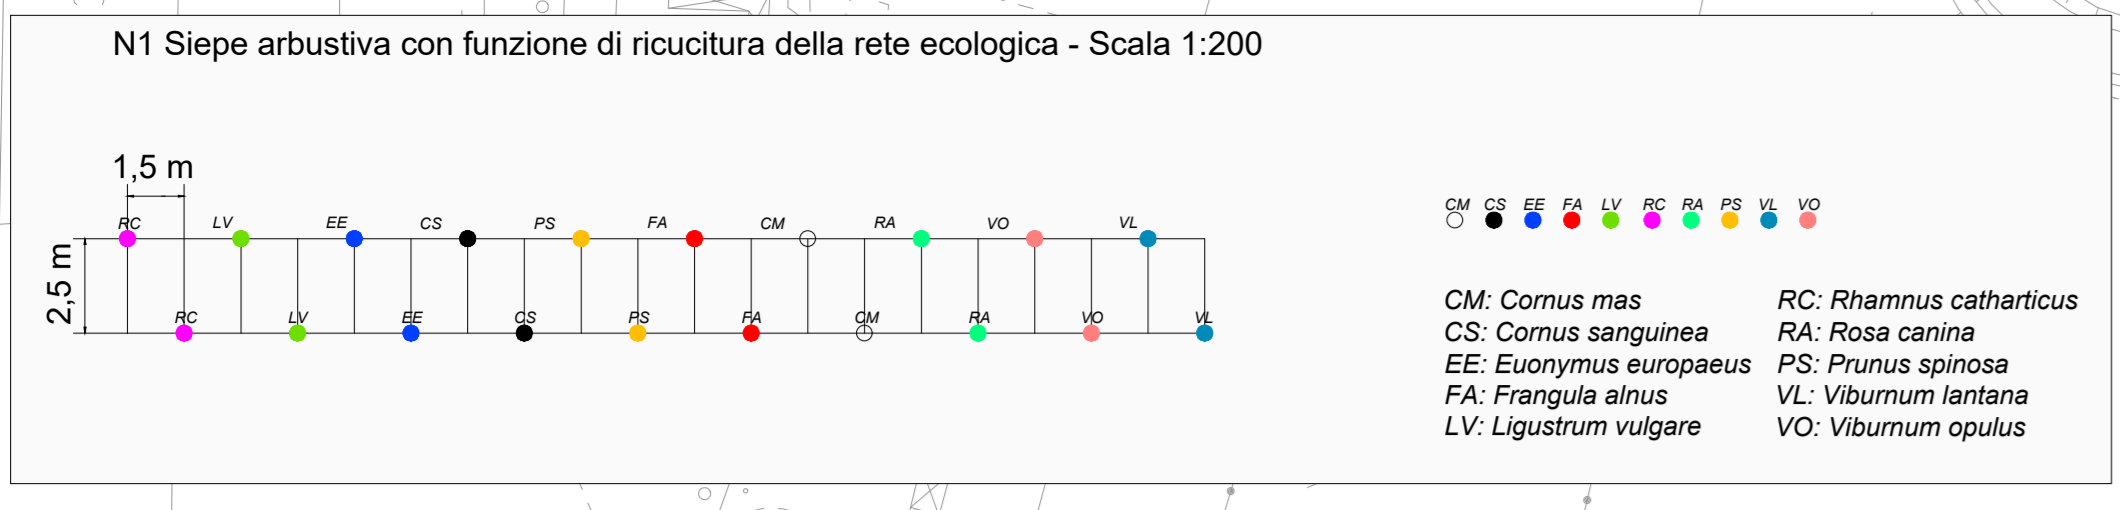 N1 Siepe arbustiva con funzione di ricucitura della rete ecologica - Scala 1:200
1,5 m
2,5 m
RC LV EE CS PS FA CM RA VO VL
RC LV EE CS PS FA CM RA VO VL
CM CS EE FA LV RC RA PS VL VO
CM: Cornus mas
CS: Cornus sanguinea
EE: Euonymus europaeus
FA: Frangula alnus
LV: Ligustrum vulgare
RC: Rhamnus catharticus
RA: Rosa canina
PS: Prunus spinosa
VL: Viburnum lantana
VO: Viburnum opulus